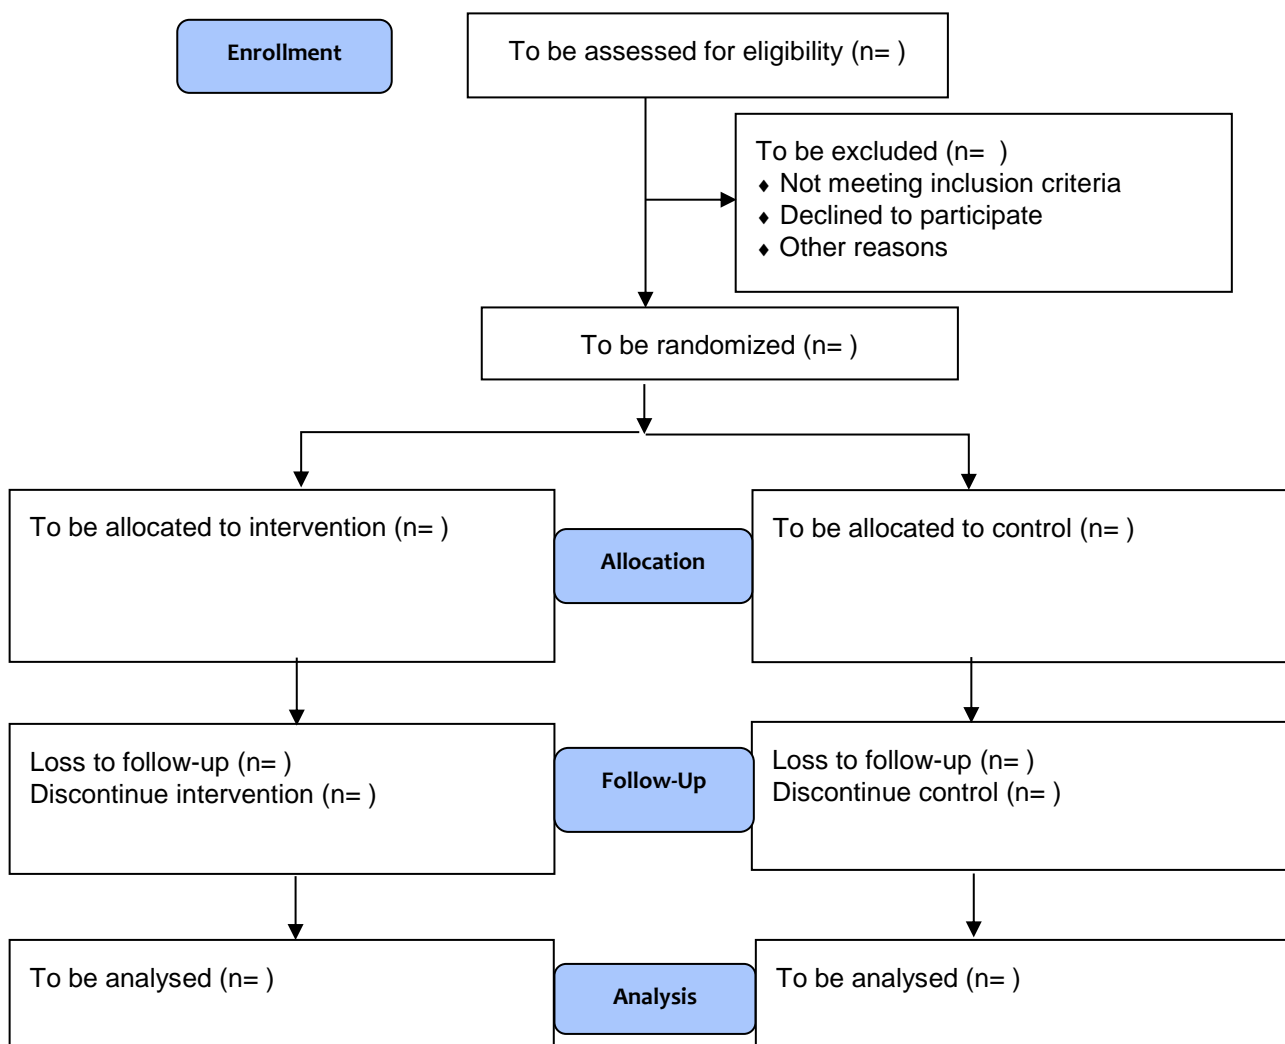 Enrollment
To be assessed for eligibility (n= )
To be excluded (n=  )
♦ Not meeting inclusion criteria
♦ Declined to participate
♦ Other reasons
To be randomized (n= )
To be allocated to intervention (n= )
Allocation
To be allocated to control (n= )
Loss to follow-up (n= )
Discontinue intervention (n= )
Follow-Up
Loss to follow-up (n= )
Discontinue control (n= )
To be analysed (n= )
Analysis
To be analysed (n= )